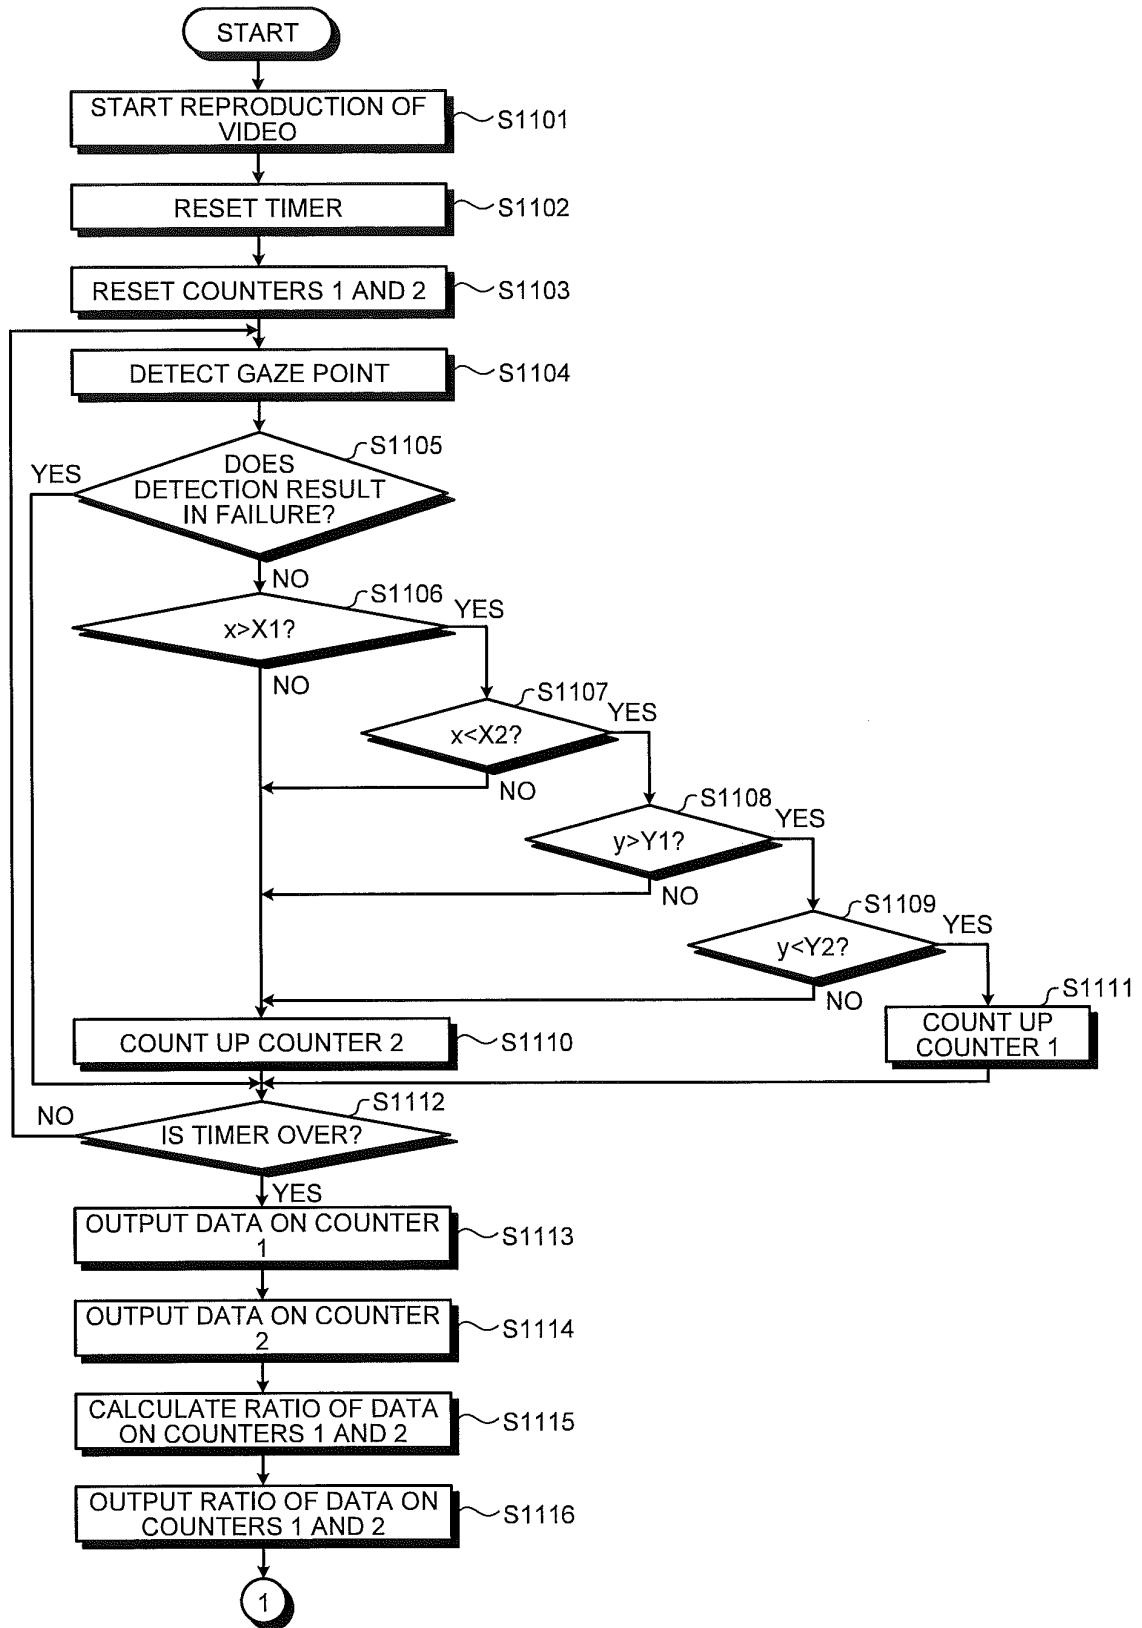 START
START REPRODUCTION OF
VIDEO
S1101
RESET TIMER
S1102
RESET COUNTERS 1 AND 2
S1103
DETECT GAZE POINT
S1104
S1105
YES
DOES
DETECTION RESULT
IN FAILURE?
NO
S1106
YES
x>X1?
NO
S1107
YES
x<X2?
NO
S1108
YES
y>Y1?
NO
S1109
YES
y<Y2?
NO
S1111
COUNT UP
COUNTER 1
COUNT UP COUNTER 2
S1110
S1112
NO
IS TIMER OVER?
YES
OUTPUT DATA ON COUNTER
1
S1113
OUTPUT DATA ON COUNTER
2
S1114
CALCULATE RATIO OF DATA
ON COUNTERS 1 AND 2
S1115
OUTPUT RATIO OF DATA ON
COUNTERS 1 AND 2
S1116
1